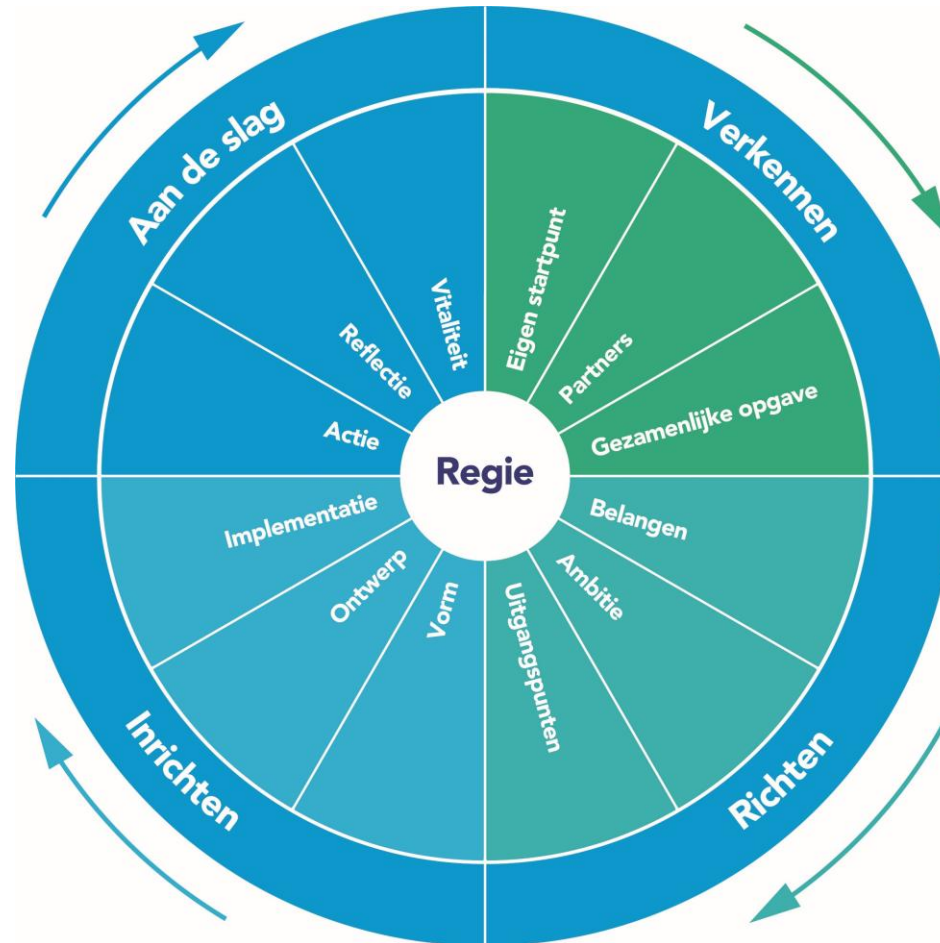 Aan de slag
Verkennen
Vitaliteit
Eigen startpunt
Reflectie
Partners
Actie
Gezamenlijke opgave
Regie
Implementatie
Belangen
Ontwerp
Ambitie
Vorm
Uitgangspunten
Inrichten
Richten